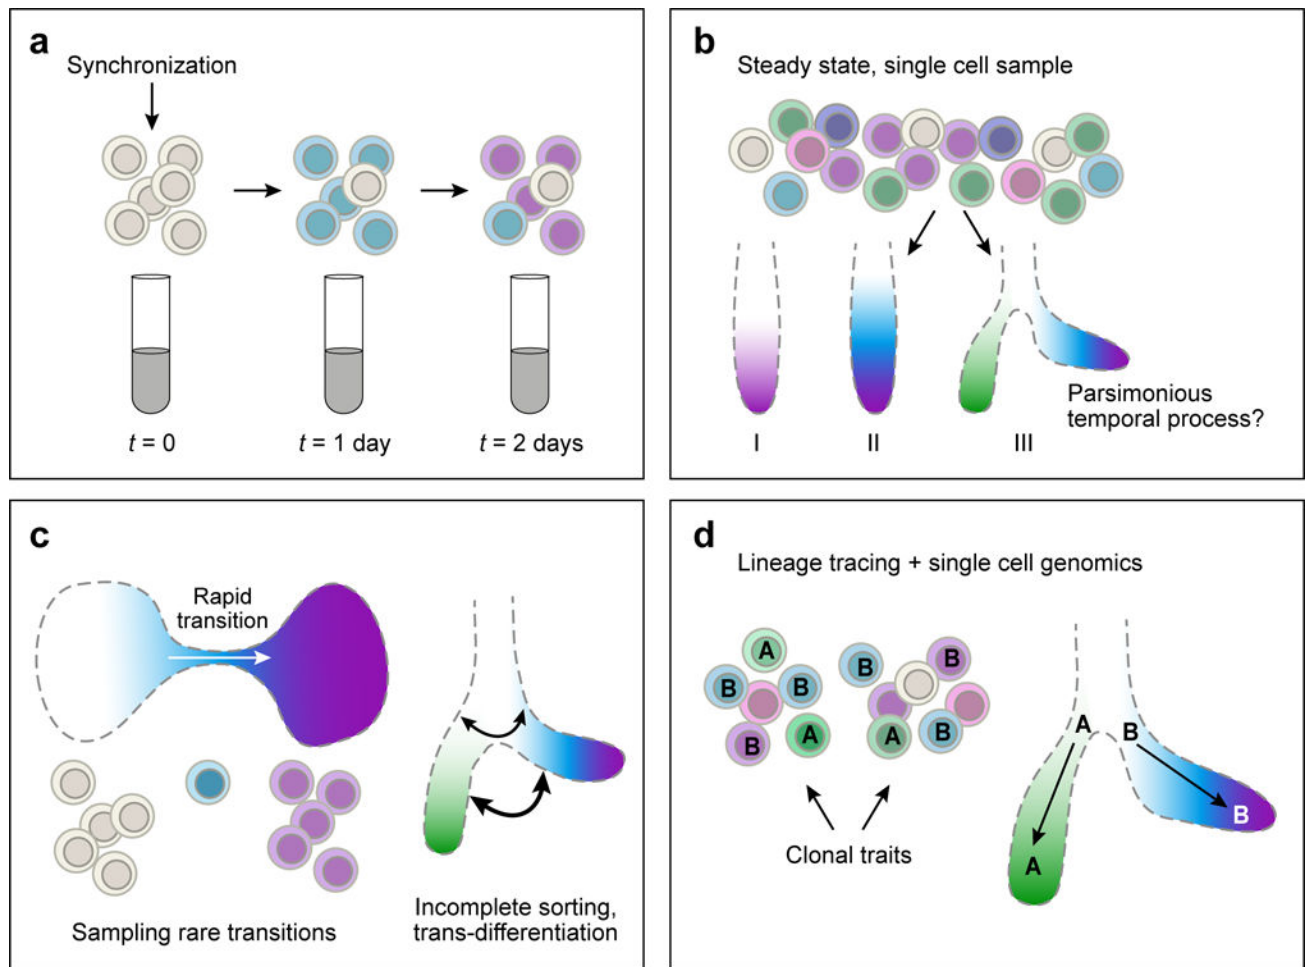 a
Synchronization
t = 0
t = 1 day
t = 2 days
b
Steady state, single cell sample
Parsimonious
temporal process?
I
II
III
c
Rapid
transition
Sampling rare transitions
Incomplete sorting,
trans-differentiation
d
Lineage tracing + single cell genomics
A
B
B
B
A
B
B
A
B
Clonal traits
A
B
A
B